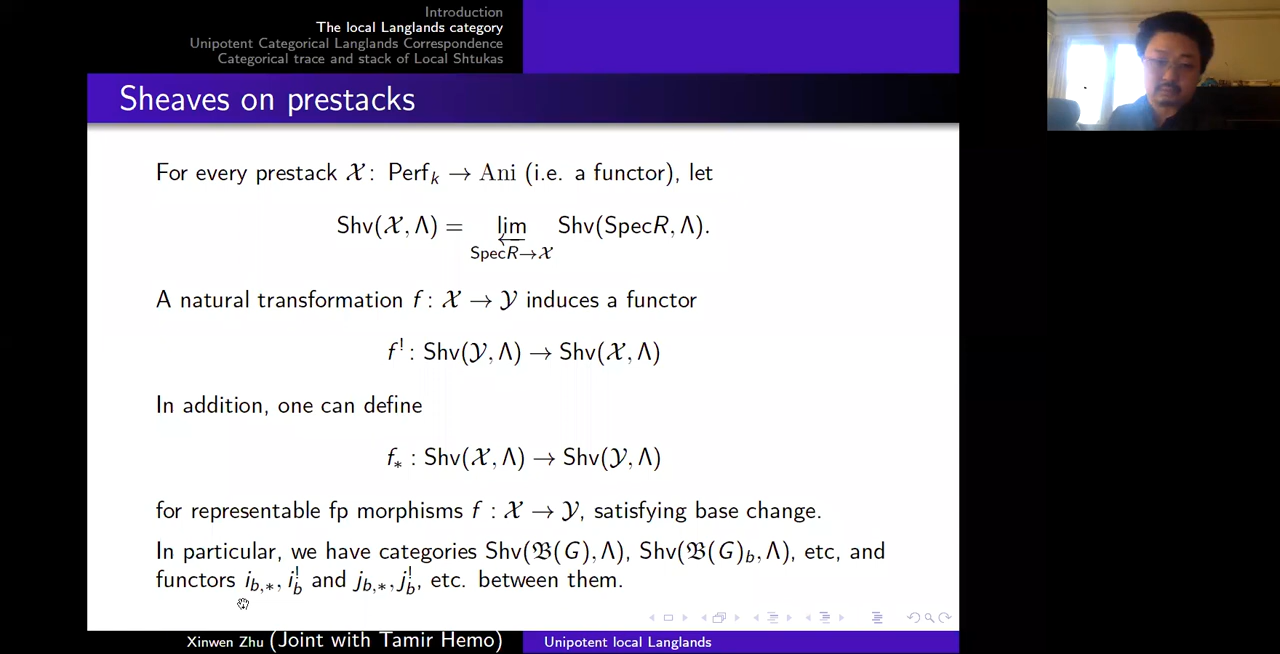 Introduction
The local Langlands category
Unipotent Categorical Langlands Correspondence
Categorical trace and stack of Local Shtukas
Sheaves on prestacks
For every prestack 𝒳 : Perf_k → Ani (i.e. a functor), let
Shv(𝒳, Λ) = lim Shv(SpecR, Λ).
←
SpecR→𝒳
A natural transformation f : 𝒳 → 𝒴 induces a functor
f^! : Shv(𝒴, Λ) → Shv(𝒳, Λ)
In addition, one can define
f_* : Shv(𝒳, Λ) → Shv(𝒴, Λ)
for representable fp morphisms f : 𝒳 → 𝒴, satisfying base change.
In particular, we have categories Shv(𝔅(G), Λ), Shv(𝔅(G)_b, Λ), etc, and
functors i_{b,*}, i_b^! and j_{b,*}, j_b^!, etc. between them.
Xinwen Zhu (Joint with Tamir Hemo) Unipotent local Langlands